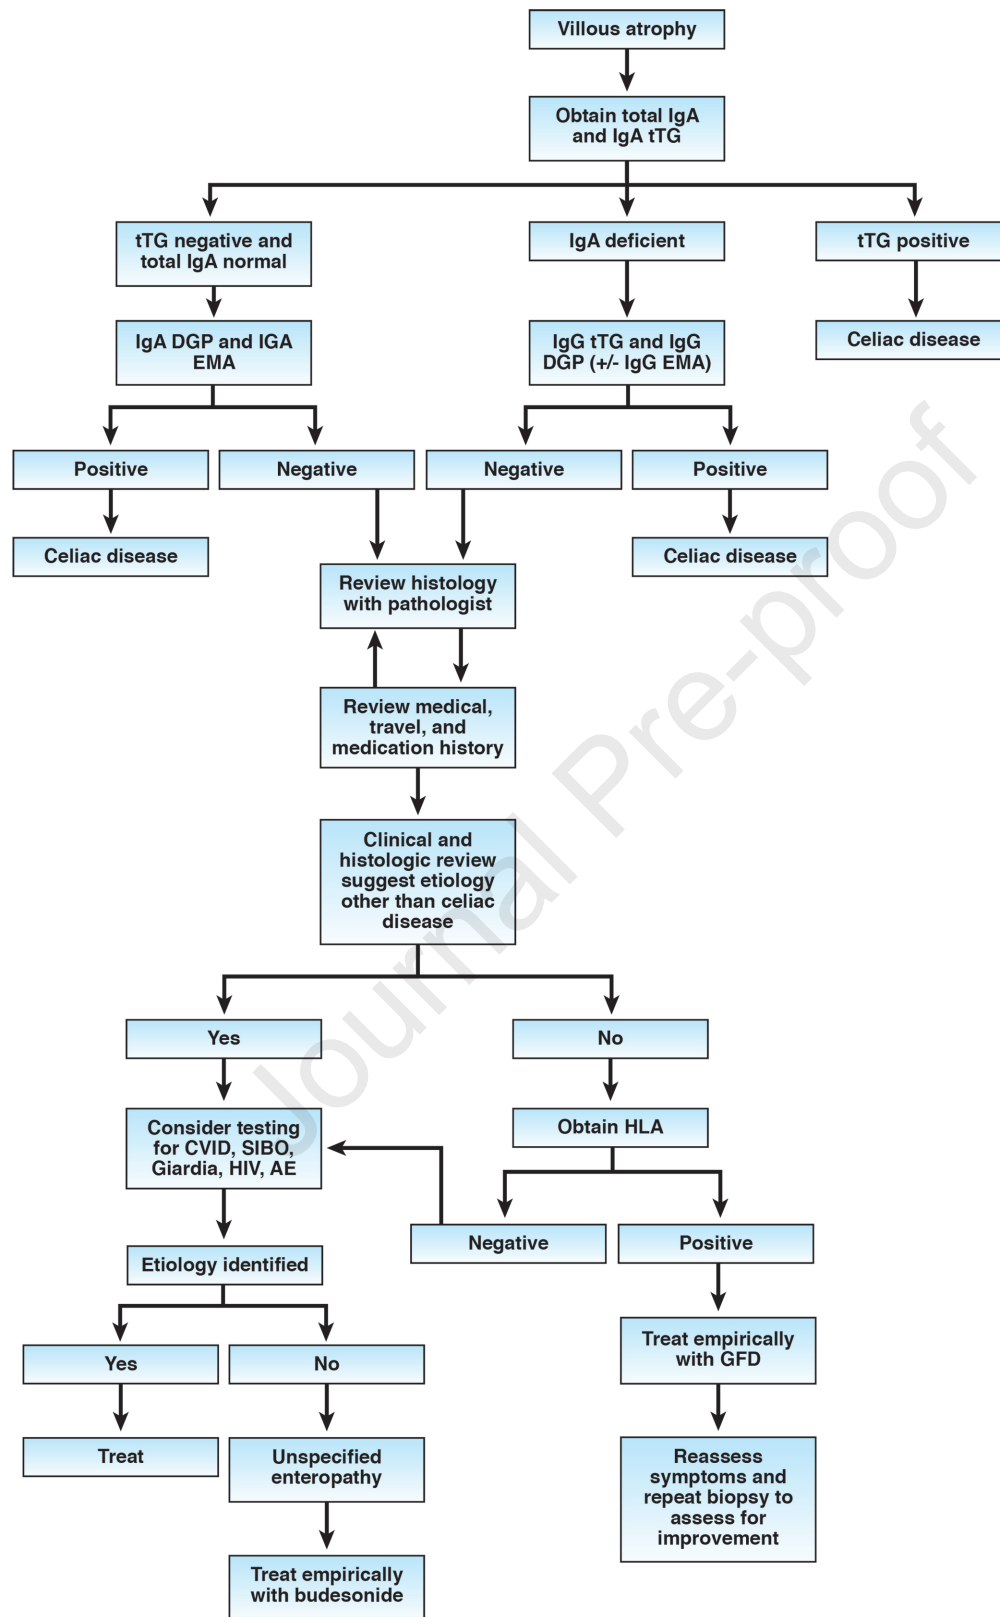 Villous atrophy
Obtain total IgA
and IgA tTG
tTG negative and
total IgA normal
IgA deficient
tTG positive
IgA DGP and IGA
EMA
IgG tTG and IgG
DGP (+/- IgG EMA)
Celiac disease
Positive
Negative
Negative
Positive
Celiac disease
Celiac disease
Review histology
with pathologist
Review medical,
travel, and
medication history
Clinical and
histologic review
suggest etiology
other than celiac
disease
Yes
No
Consider testing
for CVID, SIBO,
Giardia, HIV, AE
Obtain HLA
Negative
Positive
Etiology identified
Treat empirically
with GFD
Yes
No
Treat
Unspecified
enteropathy
Reassess
symptoms and
repeat biopsy to
assess for
improvement
Treat empirically
with budesonide
Journal Pre-proof